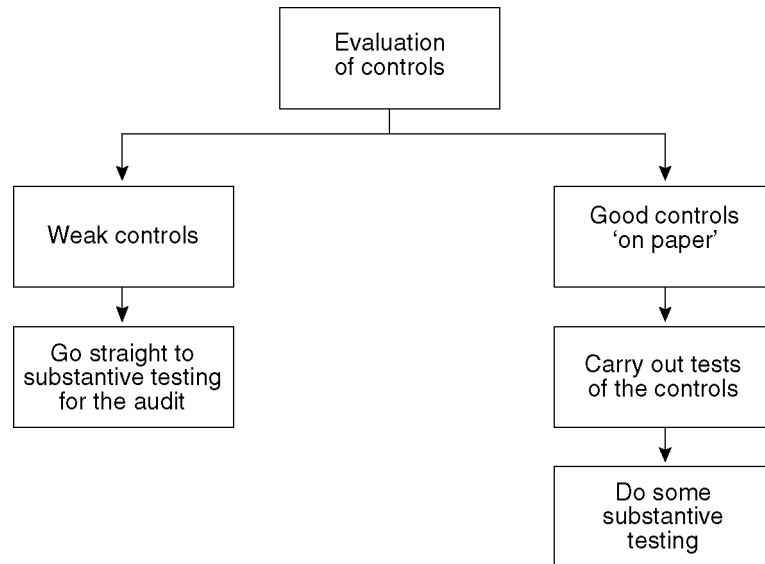 Evaluation
of controls
Weak controls
Good controls
‘on paper’
Go straight to
substantive testing
for the audit
Carry out tests
of the controls
Do some
substantive
testing